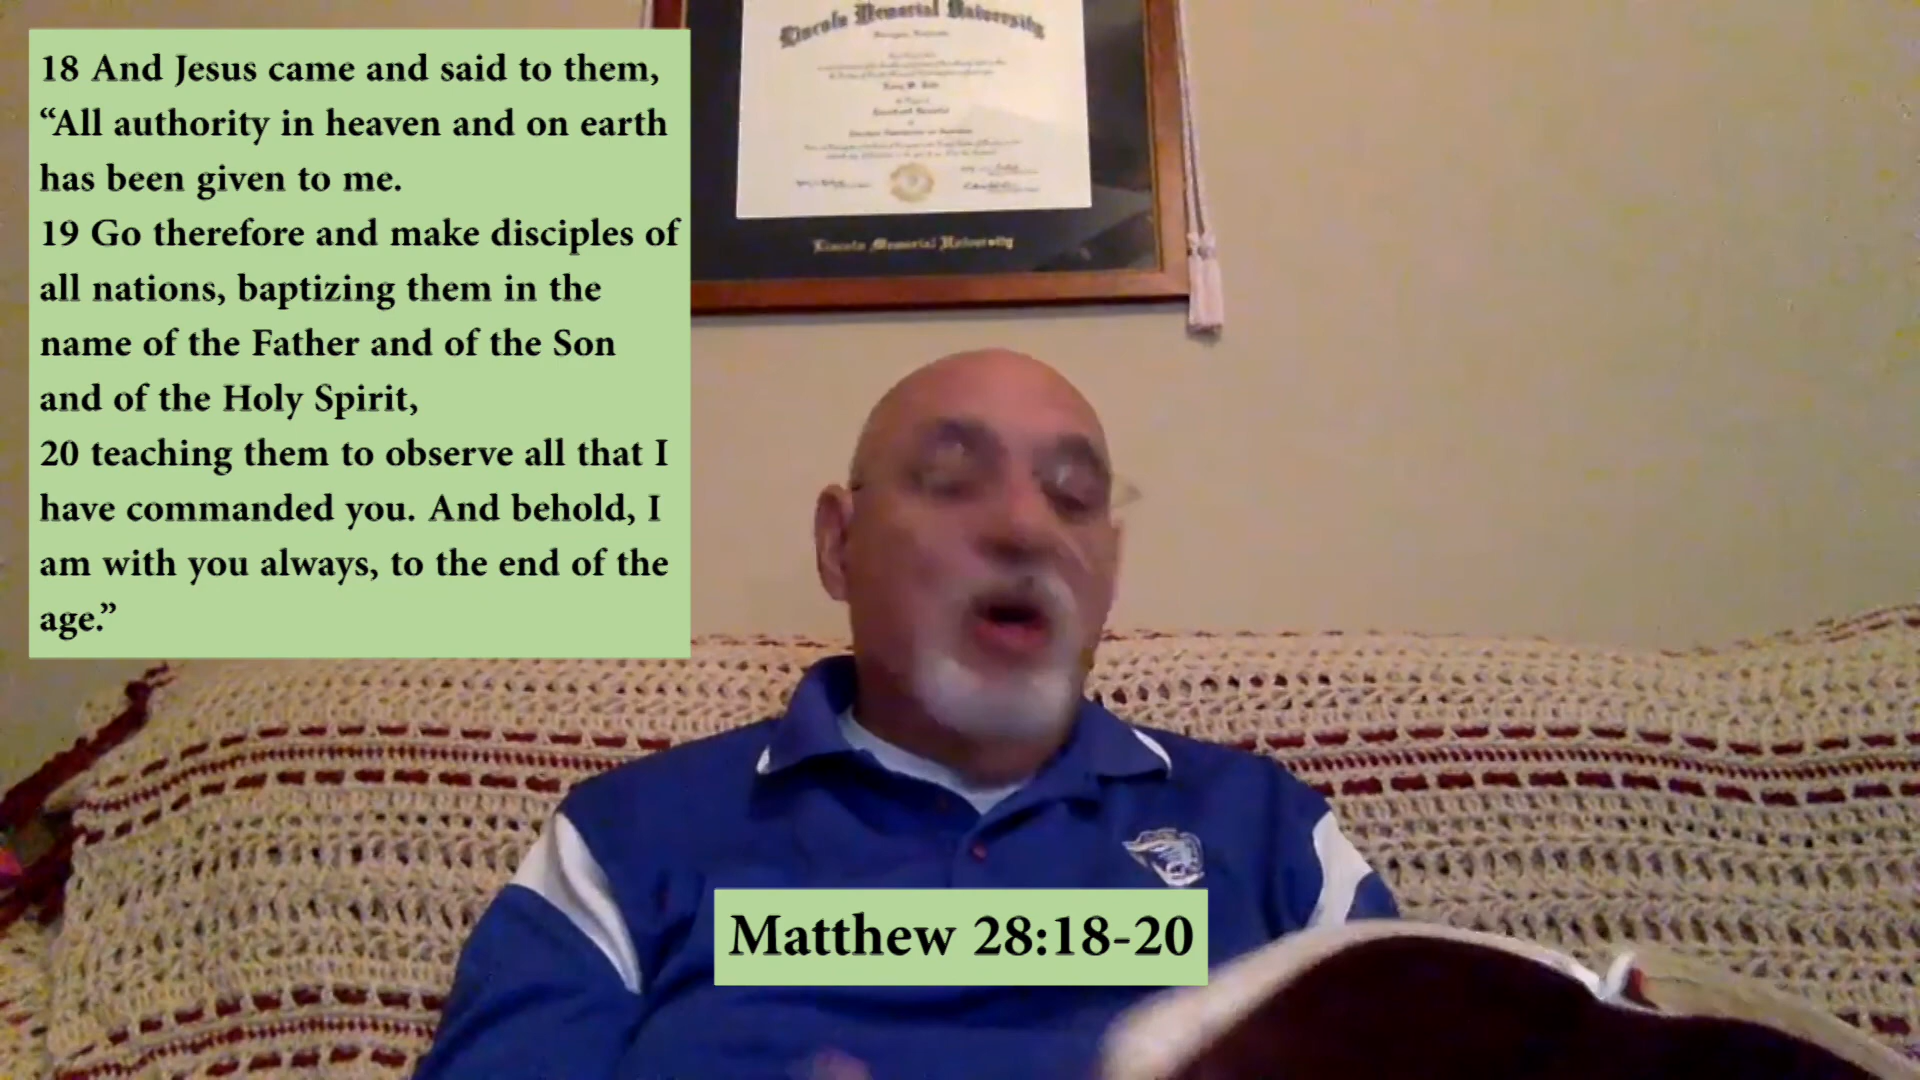 18 And Jesus came and said to them,
“All authority in heaven and on earth
has been given to me.
19 Go therefore and make disciples of
all nations, baptizing them in the
name of the Father and of the Son
and of the Holy Spirit,
20 teaching them to observe all that I
have commanded you. And behold, I
am with you always, to the end of the
age.”
Lincoln Memorial University
Lincoln Memorial University
Matthew 28:18-20